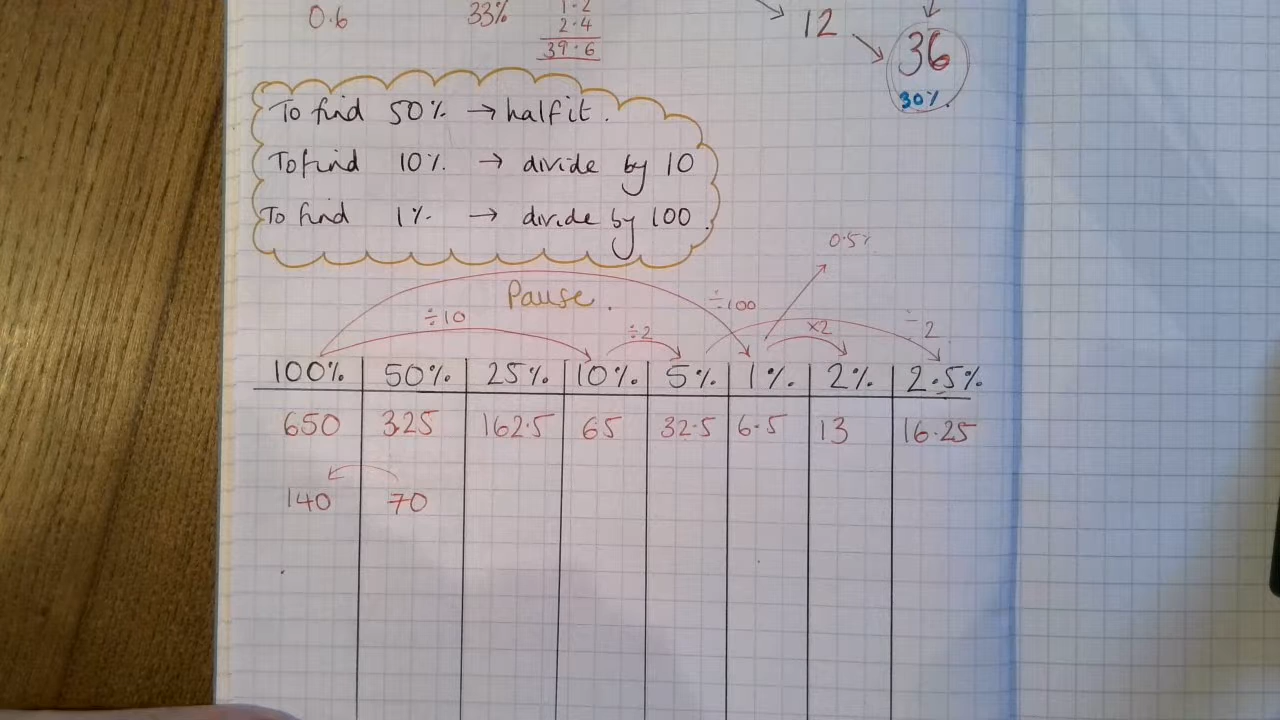 0.6 33% 1.2
2.4
39.6
12 36
30%
To find 50% → half it.
To find 10% → divide by 10
To find 1% → divide by 100.
0.5%
Pause.
÷10 ÷2 ÷100 ×2 ÷2
100% 50% 25% 10% 5% 1% 2% 2.5%
650 325 162.5 65 32.5 6.5 13 16.25
140 70